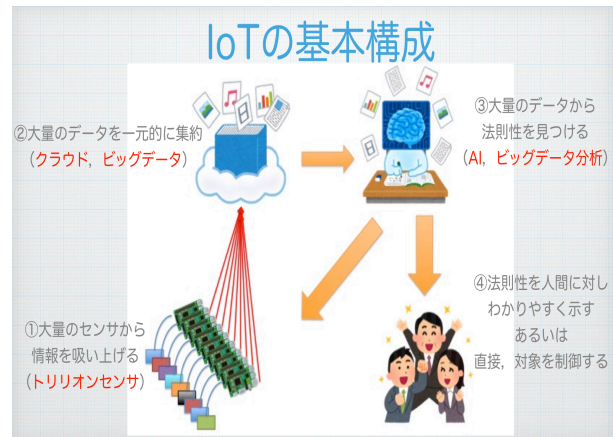 IoTの基本構成
②大量のデータを一元的に集約
（クラウド，ビッグデータ）
③大量のデータから
法則性を見つける
（AI，ビッグデータ分析）
①大量のセンサから
情報を吸い上げる
（トリリオンセンサ）
④法則性を人間に対し
わかりやすく示す
あるいは
直接，対象を制御する